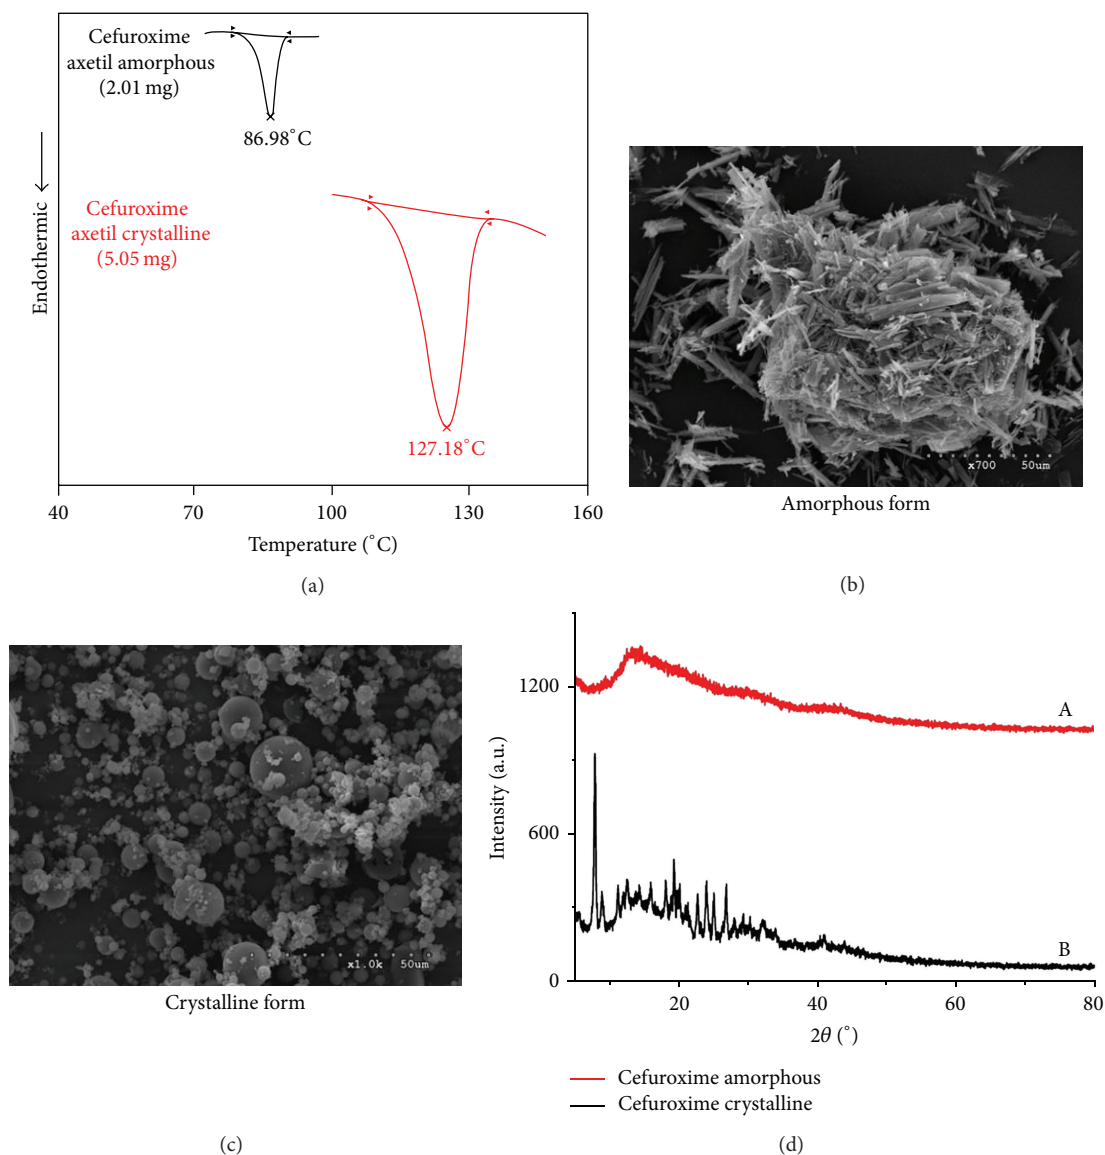 Cefuroxime
axetil amorphous
(2.01 mg)
86.98°C
Cefuroxime
axetil crystalline
(5.05 mg)
127.18°C
Endothermic
40 70 100 130 160
Temperature (°C)
(a)
x700 50um
Amorphous form
(b)
x1.0k 50um
Crystalline form
(c)
1200
600
0
Intensity (a.u.)
A
B
20 40 60 80
2θ (°)
Cefuroxime amorphous
Cefuroxime crystalline
(d)